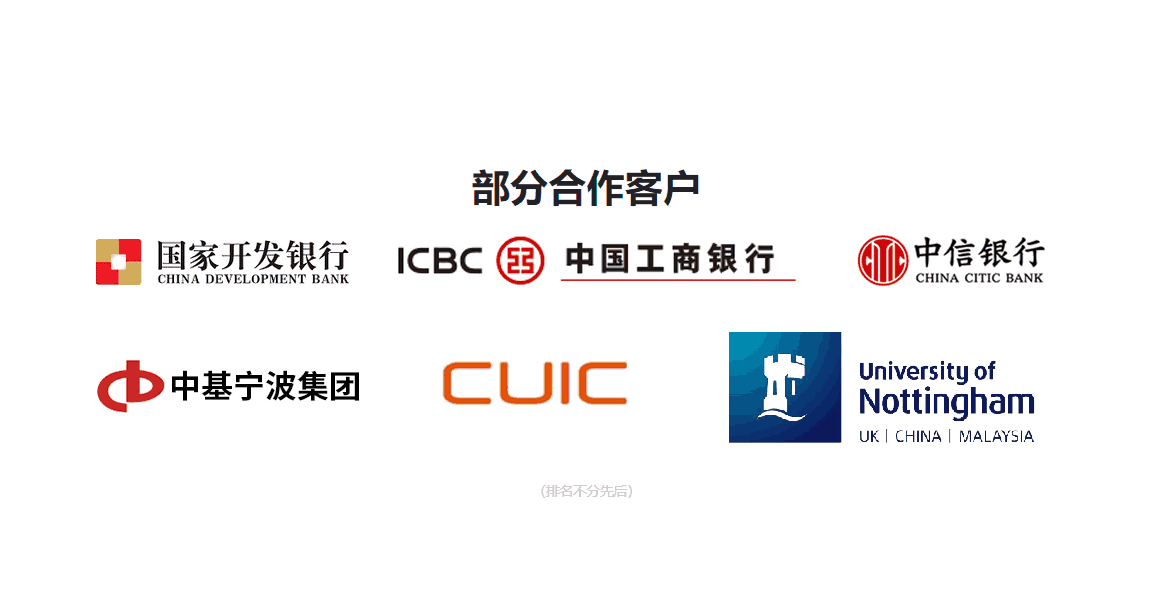 部分合作客户
国家开发银行
CHINA DEVELOPMENT BANK
ICBC 中国工商银行
中信银行
CHINA CITIC BANK
中基宁波集团
CUIC
University of
Nottingham
UK | CHINA | MALAYSIA
(排名不分先后)